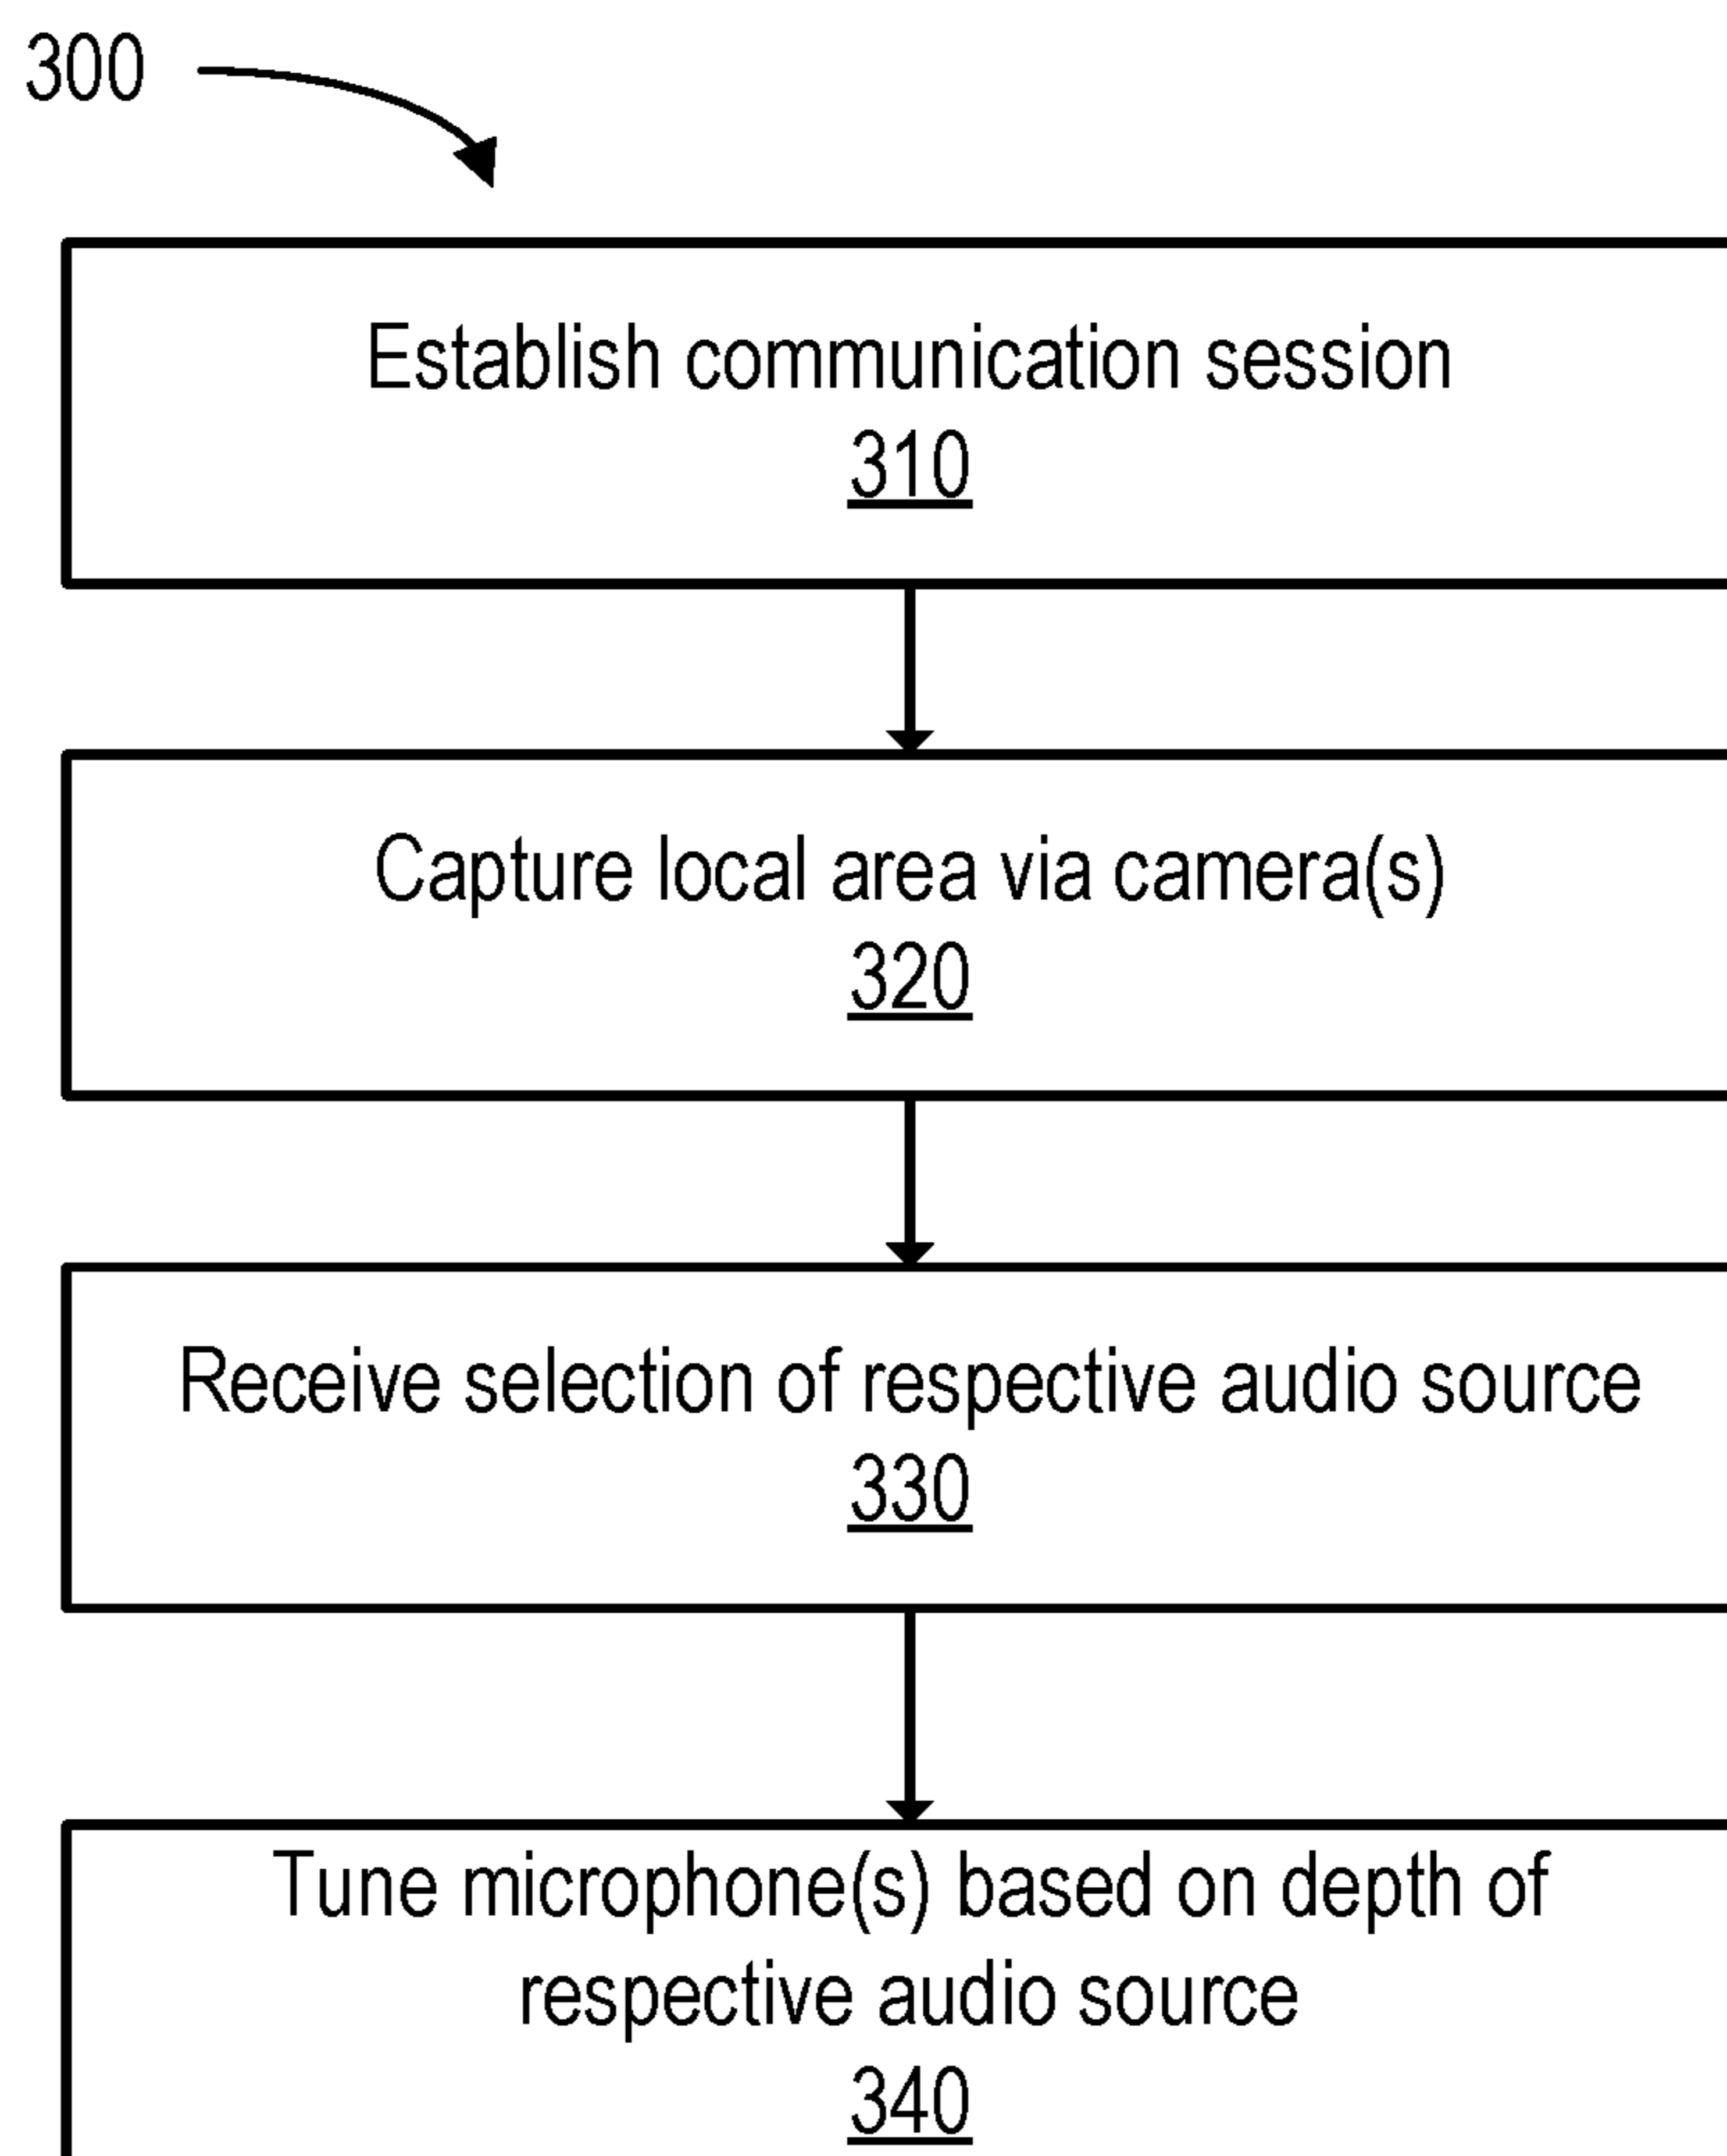 300
Establish communication session
310
Capture local area via camera(s)
320
Receive selection of respective audio source
330
Tune microphone(s) based on depth of
respective audio source
340